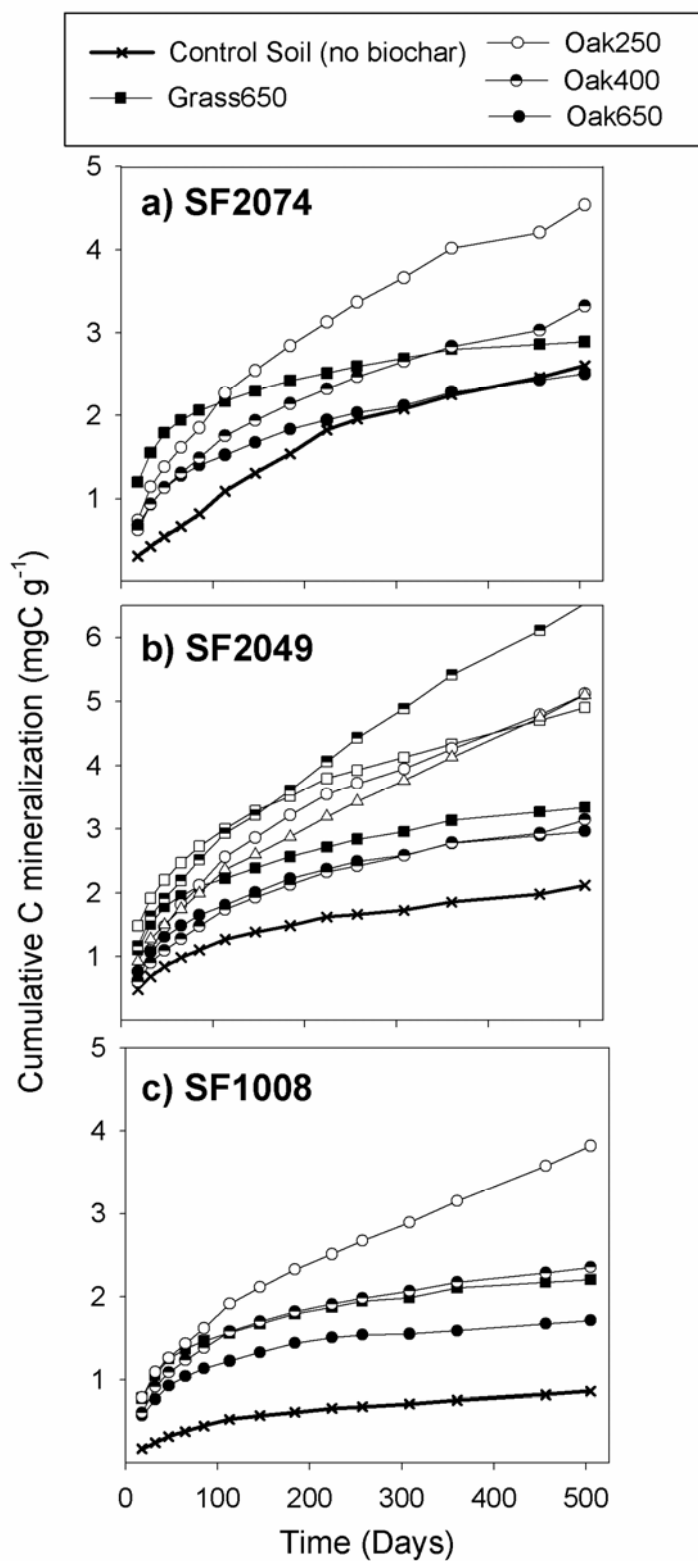 Control Soil (no biochar)
Grass650
Oak250
Oak400
Oak650
5
a) SF2074
4
3
2
1
6
b) SF2049
5
4
3
2
1
5
c) SF1008
4
3
2
1
0 100 200 300 400 500
Time (Days)
Cumulative C mineralization (mgC g⁻¹)